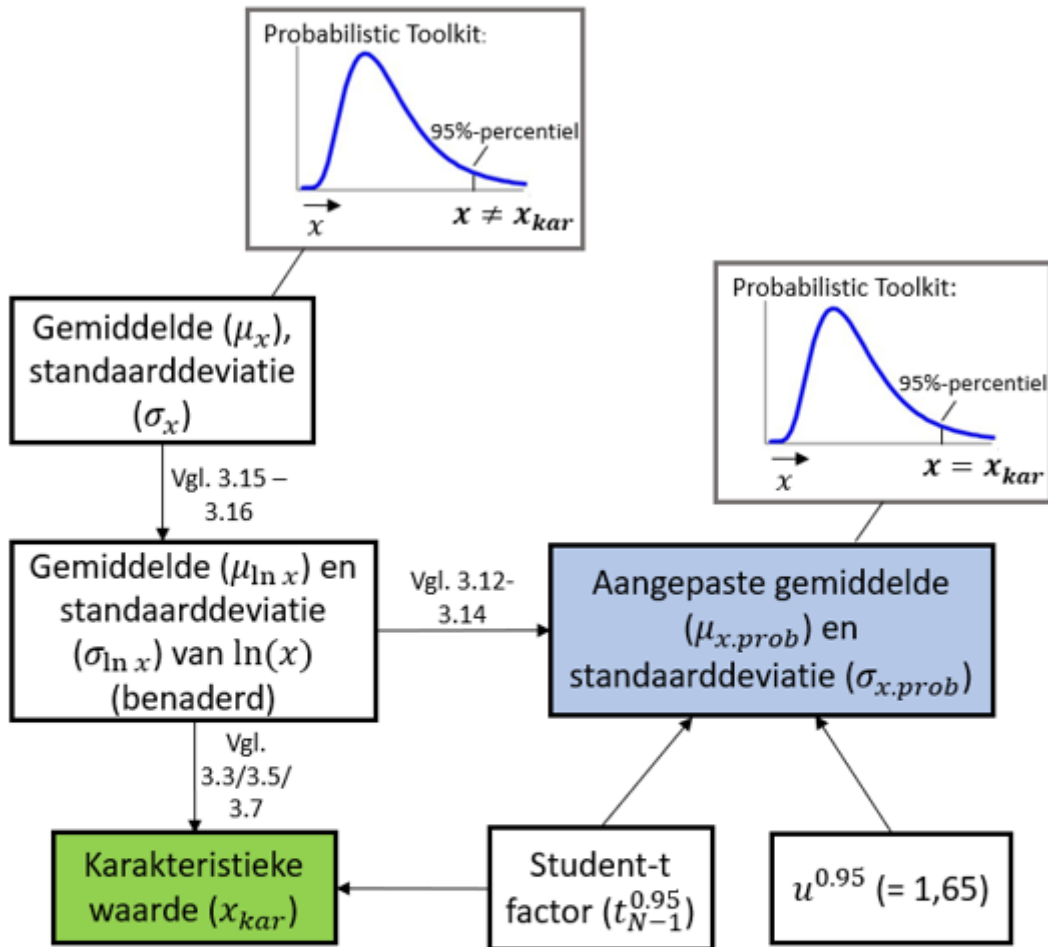 Probabilistic Toolkit:
95%-percentiel
x
x ≠ x_kar
Probabilistic Toolkit:
95%-percentiel
x
x = x_kar
Gemiddelde (μ_x),
standaarddeviatie
(σ_x)
Vgl. 3.15 –
3.16
Gemiddelde (μ_ln x) en
standaarddeviatie
(σ_ln x) van ln(x)
(benaderd)
Vgl. 3.12-
3.14
Aangepaste gemiddelde
(μ_x.prob) en
standaarddeviatie (σ_x.prob)
Vgl.
3.3/3.5/
3.7
Karakteristieke
waarde (x_kar)
Student-t
factor (t_{N−1}^{0.95})
u^{0.95} (= 1,65)